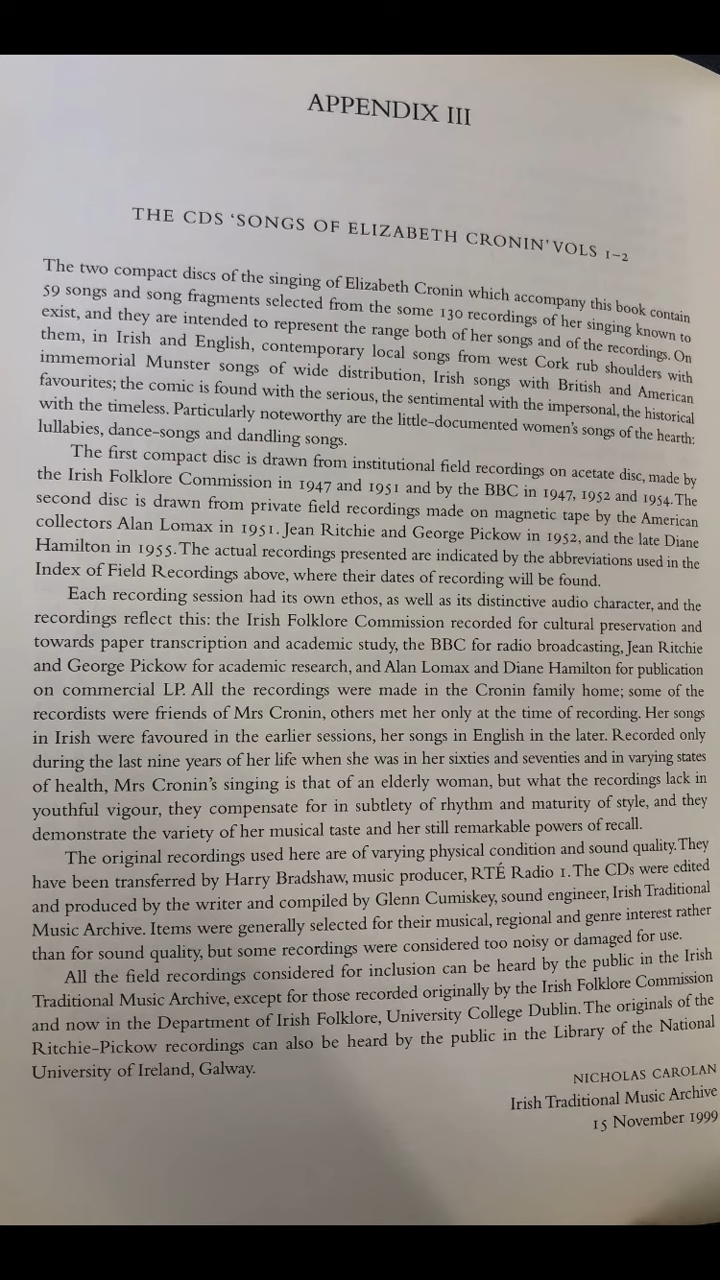 APPENDIX III
THE CDS ‘SONGS OF ELIZABETH CRONIN’ VOLS 1–2
The two compact discs of the singing of Elizabeth Cronin which accompany this book contain
59 songs and song fragments selected from the some 130 recordings of her singing known to
exist, and they are intended to represent the range both of her songs and of the recordings. On
them, in Irish and English, contemporary local songs from west Cork rub shoulders with
immemorial Munster songs of wide distribution, Irish songs with British and American
favourites; the comic is found with the serious, the sentimental with the impersonal, the historical
with the timeless. Particularly noteworthy are the little-documented women’s songs of the hearth:
lullabies, dance-songs and dandling songs.
The first compact disc is drawn from institutional field recordings on acetate disc, made by
the Irish Folklore Commission in 1947 and 1951 and by the BBC in 1947, 1952 and 1954. The
second disc is drawn from private field recordings made on magnetic tape by the American
collectors Alan Lomax in 1951. Jean Ritchie and George Pickow in 1952, and the late Diane
Hamilton in 1955. The actual recordings presented are indicated by the abbreviations used in the
Index of Field Recordings above, where their dates of recording will be found.
Each recording session had its own ethos, as well as its distinctive audio character, and the
recordings reflect this: the Irish Folklore Commission recorded for cultural preservation and
towards paper transcription and academic study, the BBC for radio broadcasting, Jean Ritchie
and George Pickow for academic research, and Alan Lomax and Diane Hamilton for publication
on commercial LP. All the recordings were made in the Cronin family home; some of the
recordists were friends of Mrs Cronin, others met her only at the time of recording. Her songs
in Irish were favoured in the earlier sessions, her songs in English in the later. Recorded only
during the last nine years of her life when she was in her sixties and seventies and in varying states
of health, Mrs Cronin’s singing is that of an elderly woman, but what the recordings lack in
youthful vigour, they compensate for in subtlety of rhythm and maturity of style, and they
demonstrate the variety of her musical taste and her still remarkable powers of recall.
The original recordings used here are of varying physical condition and sound quality. They
have been transferred by Harry Bradshaw, music producer, RTÉ Radio 1. The CDs were edited
and produced by the writer and compiled by Glenn Cumiskey, sound engineer, Irish Traditional
Music Archive. Items were generally selected for their musical, regional and genre interest rather
than for sound quality, but some recordings were considered too noisy or damaged for use.
All the field recordings considered for inclusion can be heard by the public in the Irish
Traditional Music Archive, except for those recorded originally by the Irish Folklore Commission
and now in the Department of Irish Folklore, University College Dublin. The originals of the
Ritchie–Pickow recordings can also be heard by the public in the Library of the National
University of Ireland, Galway.
NICHOLAS CAROLAN
Irish Traditional Music Archive
15 November 1999